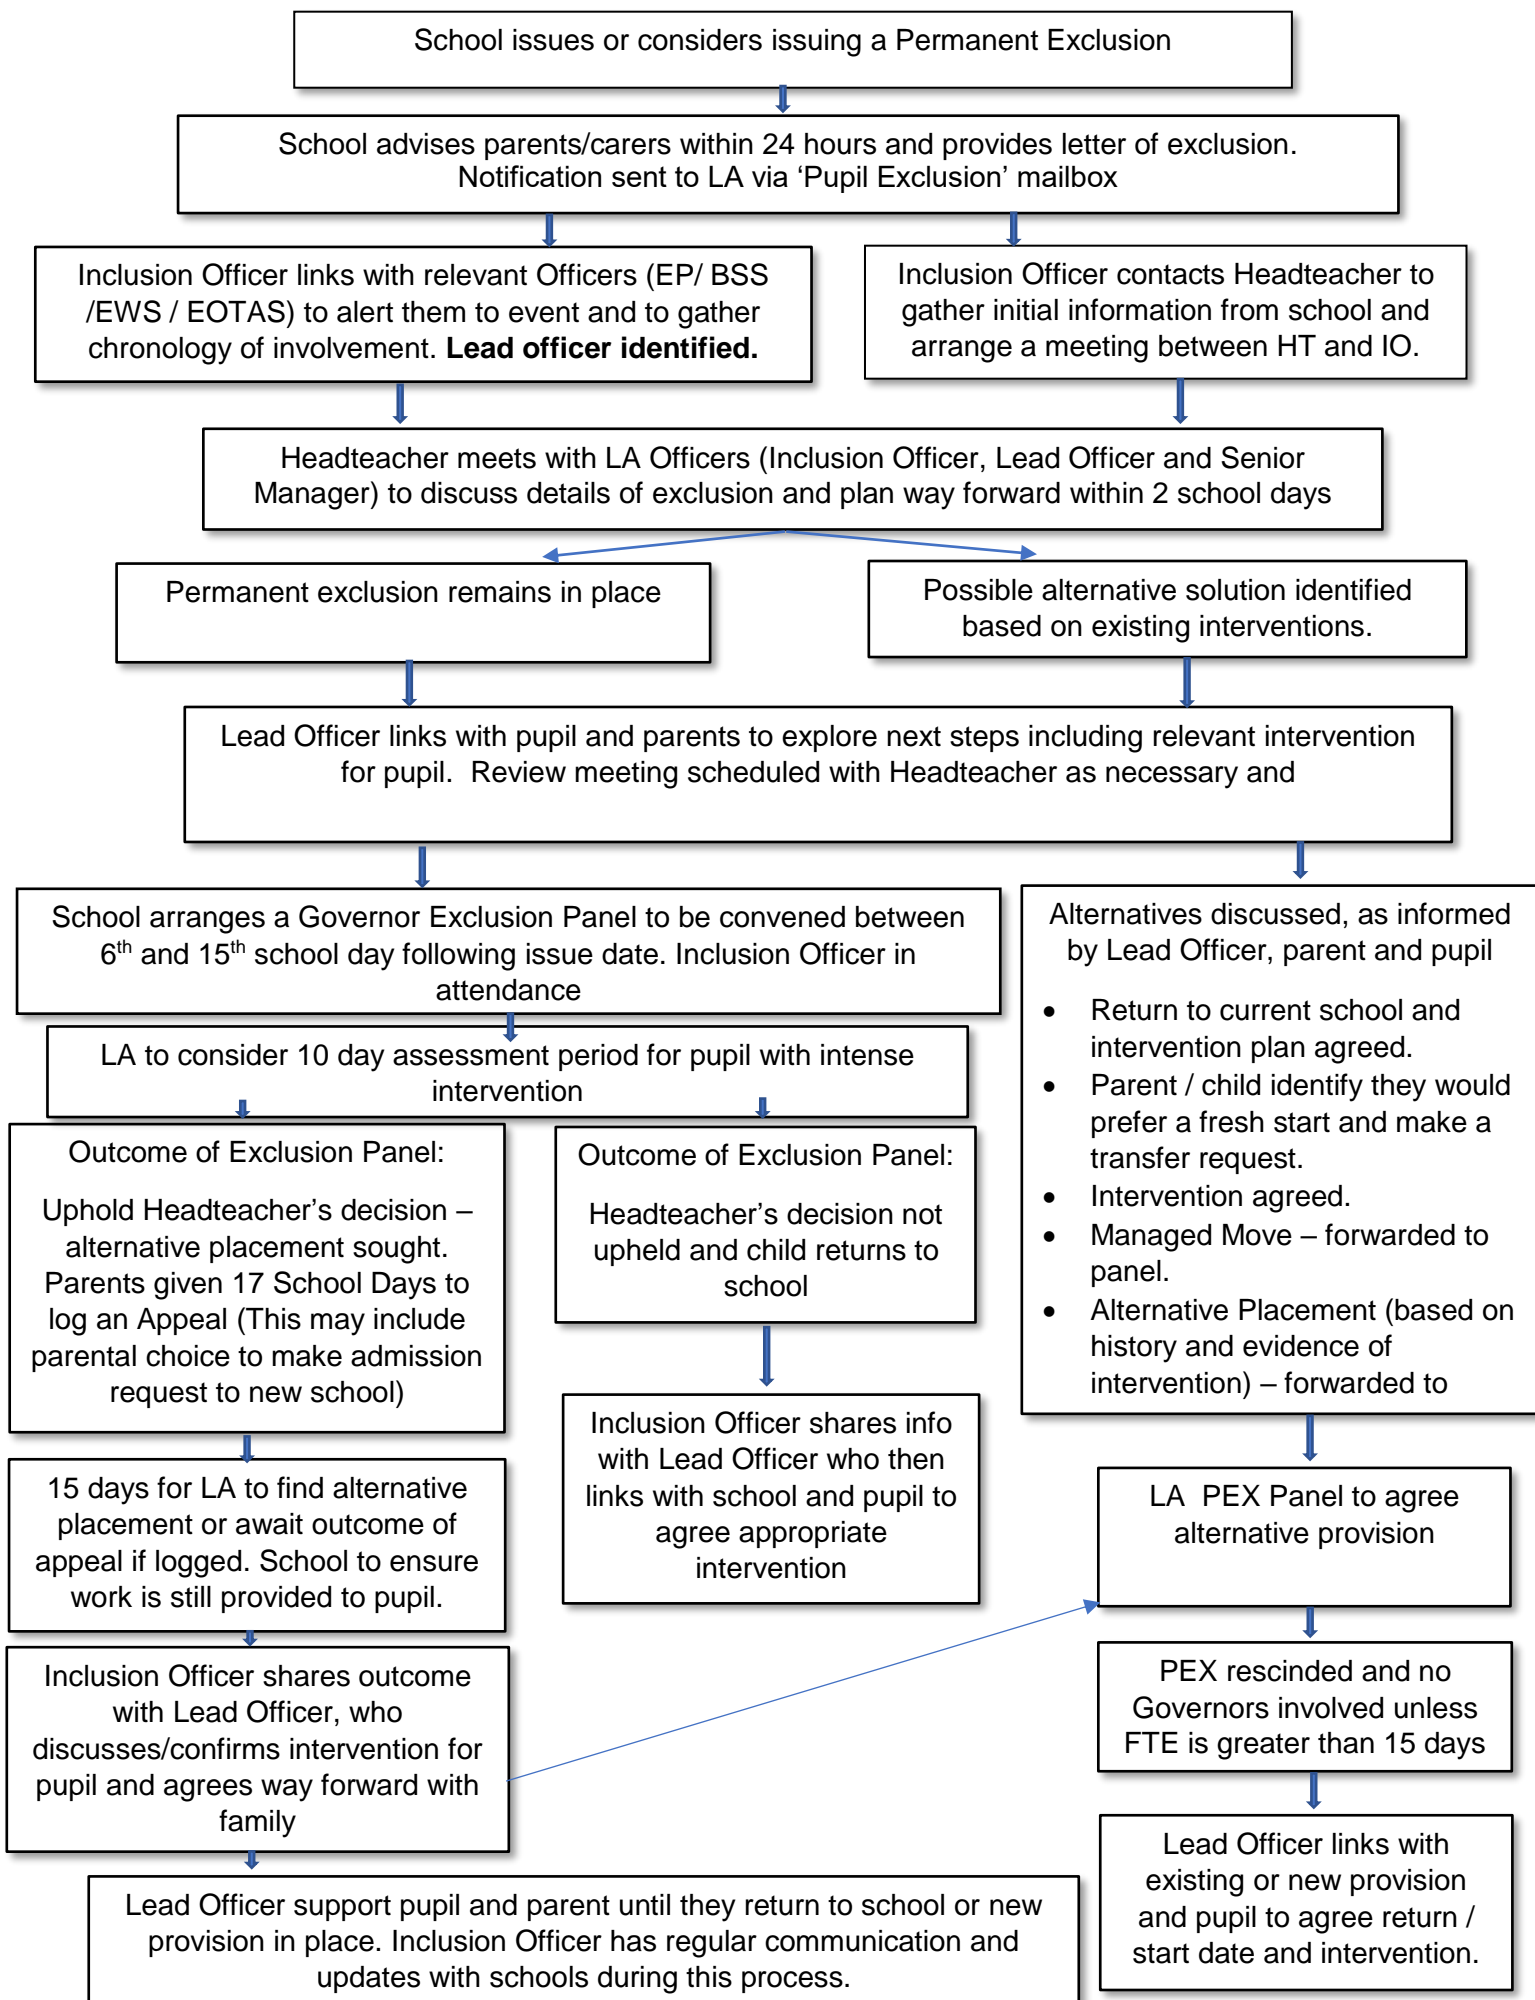 School issues or considers issuing a Permanent Exclusion
School advises parents/carers within 24 hours and provides letter of exclusion.
Notification sent to LA via ‘Pupil Exclusion’ mailbox
Inclusion Officer links with relevant Officers (EP/ BSS
/EWS / EOTAS) to alert them to event and to gather
chronology of involvement. Lead officer identified.
Inclusion Officer contacts Headteacher to
gather initial information from school and
arrange a meeting between HT and IO.
Headteacher meets with LA Officers (Inclusion Officer, Lead Officer and Senior
Manager) to discuss details of exclusion and plan way forward within 2 school days
Permanent exclusion remains in place
Possible alternative solution identified
based on existing interventions.
Lead Officer links with pupil and parents to explore next steps including relevant intervention
for pupil.  Review meeting scheduled with Headteacher as necessary and
School arranges a Governor Exclusion Panel to be convened between
6th and 15th school day following issue date. Inclusion Officer in
attendance
LA to consider 10 day assessment period for pupil with intense
intervention
Outcome of Exclusion Panel:
Uphold Headteacher’s decision –
alternative placement sought.
Parents given 17 School Days to
log an Appeal (This may include
parental choice to make admission
request to new school)
Outcome of Exclusion Panel:
Headteacher’s decision not
upheld and child returns to
school
Alternatives discussed, as informed
by Lead Officer, parent and pupil
• Return to current school and
intervention plan agreed.
• Parent / child identify they would
prefer a fresh start and make a
transfer request.
• Intervention agreed.
• Managed Move – forwarded to
panel.
• Alternative Placement (based on
history and evidence of
intervention) – forwarded to
Inclusion Officer shares info
with Lead Officer who then
links with school and pupil to
agree appropriate
intervention
15 days for LA to find alternative
placement or await outcome of
appeal if logged. School to ensure
work is still provided to pupil.
LA  PEX Panel to agree
alternative provision
Inclusion Officer shares outcome
with Lead Officer, who
discusses/confirms intervention for
pupil and agrees way forward with
family
PEX rescinded and no
Governors involved unless
FTE is greater than 15 days
Lead Officer links with
existing or new provision
and pupil to agree return /
start date and intervention.
Lead Officer support pupil and parent until they return to school or new
provision in place. Inclusion Officer has regular communication and
updates with schools during this process.